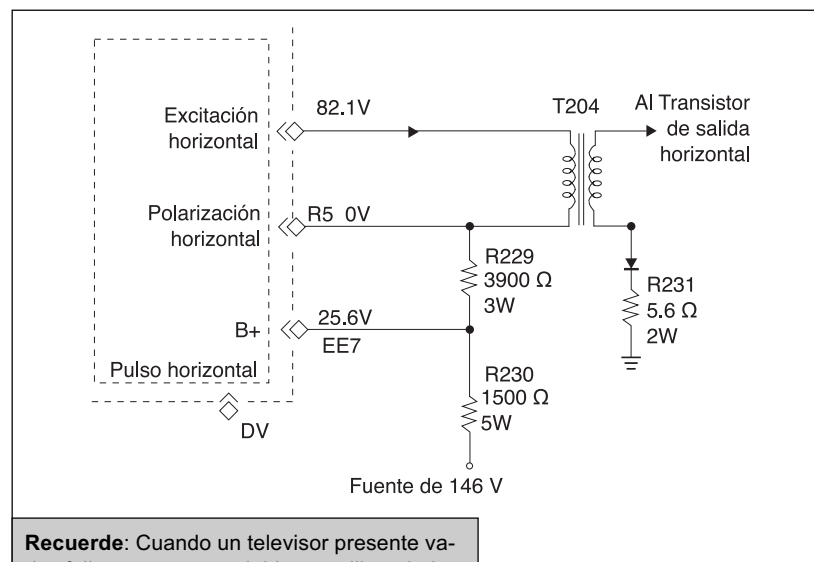 Excitación
horizontal
82.1V
T204
Al Transistor
de salida
horizontal
Polarización
horizontal
R5 0V
R229
3900 Ω
3W
R231
5.6 Ω
2W
B+
25.6V
EE7
Pulso horizontal
R230
1500 Ω
5W
DV
Fuente de 146 V
Recuerde: Cuando un televisor presente va-